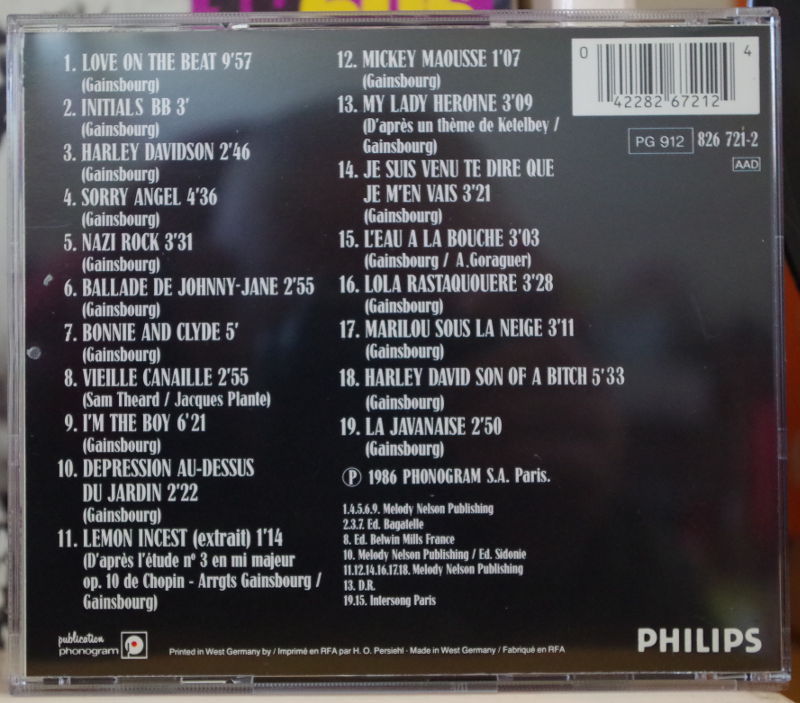 1. LOVE ON THE BEAT 9'57
(Gainsbourg)
2. INITIALS BB 3'
(Gainsbourg)
3. HARLEY DAVIDSON 2'46
(Gainsbourg)
4. SORRY ANGEL 4'36
(Gainsbourg)
5. NAZI ROCK 3'31
(Gainsbourg)
6. BALLADE DE JOHNNY-JANE 2'55
(Gainsbourg)
7. BONNIE AND CLYDE 5'
(Gainsbourg)
8. VIEILLE CANAILLE 2'55
(Sam Theard / Jacques Plante)
9. I'M THE BOY 6'21
(Gainsbourg)
10. DEPRESSION AU-DESSUS
DU JARDIN 2'22
(Gainsbourg)
11. LEMON INCEST (extrait) 1'14
(D'après l'étude nº 3 en mi majeur
op. 10 de Chopin - Arrgts Gainsbourg /
Gainsbourg)
12. MICKEY MAOUSSE 1'07
(Gainsbourg)
13. MY LADY HEROINE 3'09
(D'après un thème de Ketelbey /
Gainsbourg)
14. JE SUIS VENU TE DIRE QUE
JE M'EN VAIS 3'21
(Gainsbourg)
15. L'EAU A LA BOUCHE 3'03
(Gainsbourg / A.Goraguer)
16. LOLA RASTAQUOUERE 3'28
(Gainsbourg)
17. MARILOU SOUS LA NEIGE 3'11
(Gainsbourg)
18. HARLEY DAVID SON OF A BITCH 5'33
(Gainsbourg)
19. LA JAVANAISE 2'50
(Gainsbourg)
Ⓟ 1986 PHONOGRAM S.A. Paris.
1.4.5.6.9. Melody Nelson Publishing
2.3.7. Ed. Bagatelle
8. Ed. Belwin Mills France
10. Melody Nelson Publishing / Ed. Sidonie
11.12.14.16.17.18. Melody Nelson Publishing
13. D.R.
19.15. Intersong Paris
0 42282 67212 4
PG 912 826 721-2
AAD
publication
phonogram
Printed in West Germany by / Imprimé en RFA par H. O. Persiehl - Made in West Germany / Fabriqué en RFA
PHILIPS